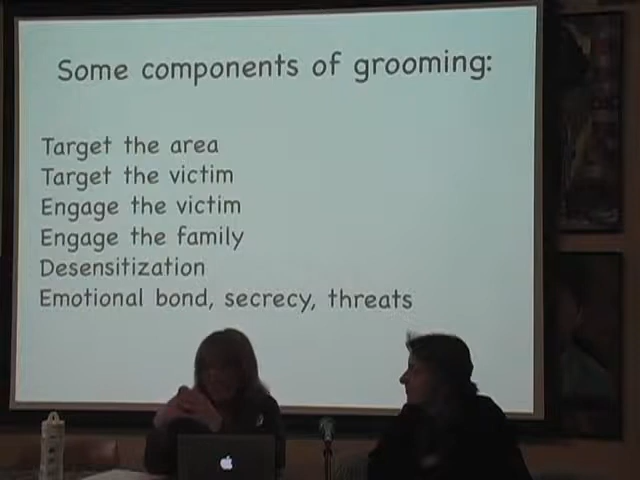 Some components of grooming:
Target the area
Target the victim
Engage the victim
Engage the family
Desensitization
Emotional bond, secrecy, threats